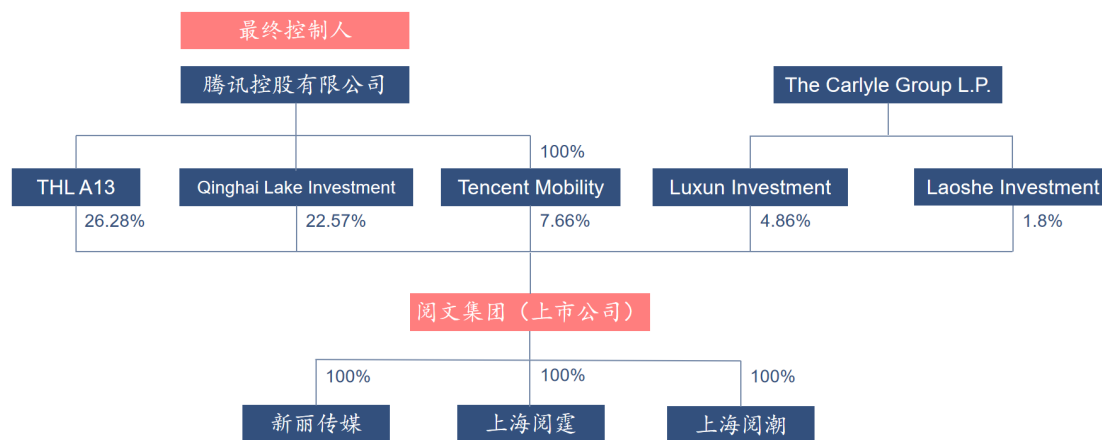 最终控制人
腾讯控股有限公司
The Carlyle Group L.P.
100%
THL A13
Qinghai Lake Investment
Tencent Mobility
Luxun Investment
Laoshe Investment
26.28%
22.57%
7.66%
4.86%
1.8%
阅文集团（上市公司）
100%
100%
100%
新丽传媒
上海阅霆
上海阅潮